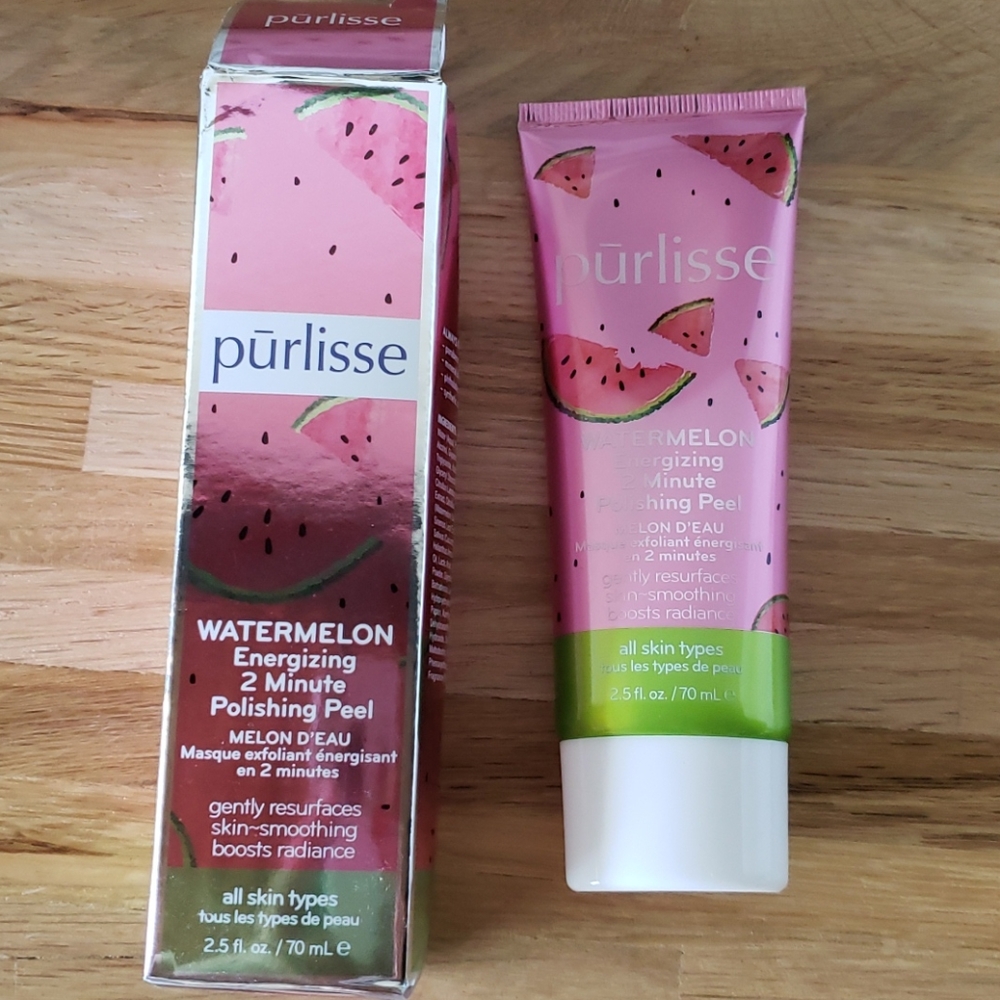 pūrlisse
pūrlisse
WATERMELON
Energizing
2 Minute
Polishing Peel
MELON D'EAU
Masque exfoliant énergisant
en 2 minutes
gently resurfaces
skin~smoothing
boosts radiance
all skin types
tous les types de peau
2.5 fl. oz. / 70 mL ℮
pūrlisse
WATERMELON
Energizing
2 Minute
Polishing Peel
MELON D'EAU
Masque exfoliant énergisant
en 2 minutes
gently resurfaces
skin~smoothing
boosts radiance
all skin types
tous les types de peau
2.5 fl. oz. / 70 mL ℮